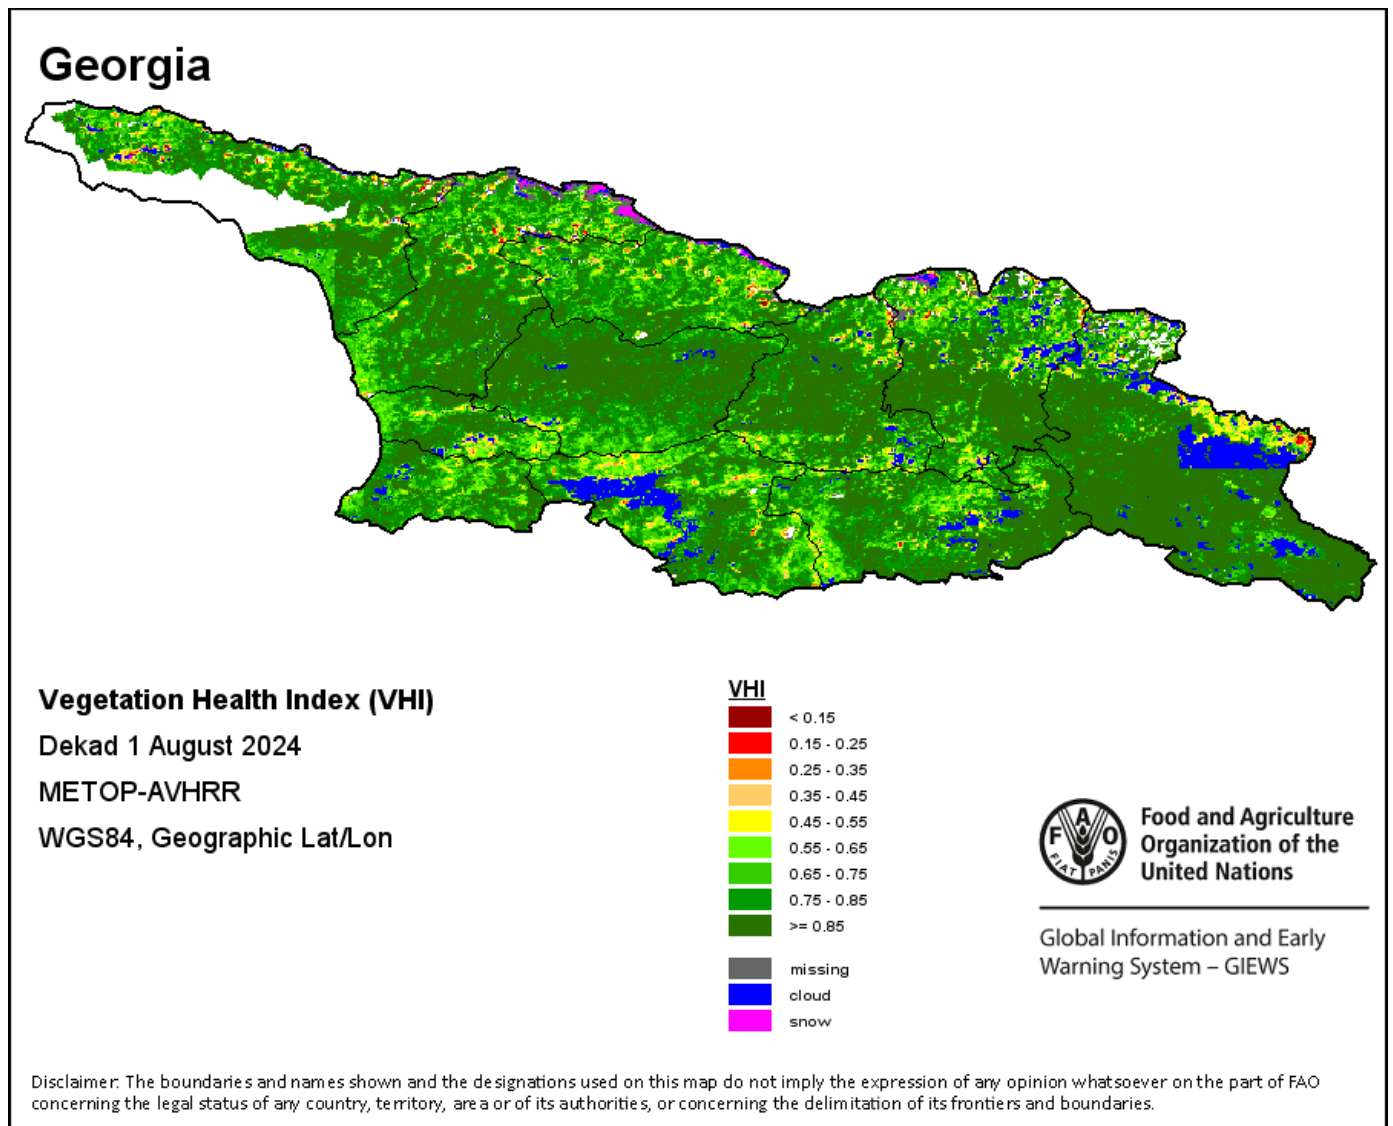 Georgia
Vegetation Health Index (VHI)
Dekad 1 August 2024
METOP-AVHRR
WGS84, Geographic Lat/Lon
VHI
< 0.15
0.15 - 0.25
0.25 - 0.35
0.35 - 0.45
0.45 - 0.55
0.55 - 0.65
0.65 - 0.75
0.75 - 0.85
>= 0.85
missing
cloud
snow
F A O
FIAT PANIS
Food and Agriculture
Organization of the
United Nations
Global Information and Early
Warning System – GIEWS
Disclaimer: The boundaries and names shown and the designations used on this map do not imply the expression of any opinion whatsoever on the part of FAO
concerning the legal status of any country, territory, area or of its authorities, or concerning the delimitation of its frontiers and boundaries.